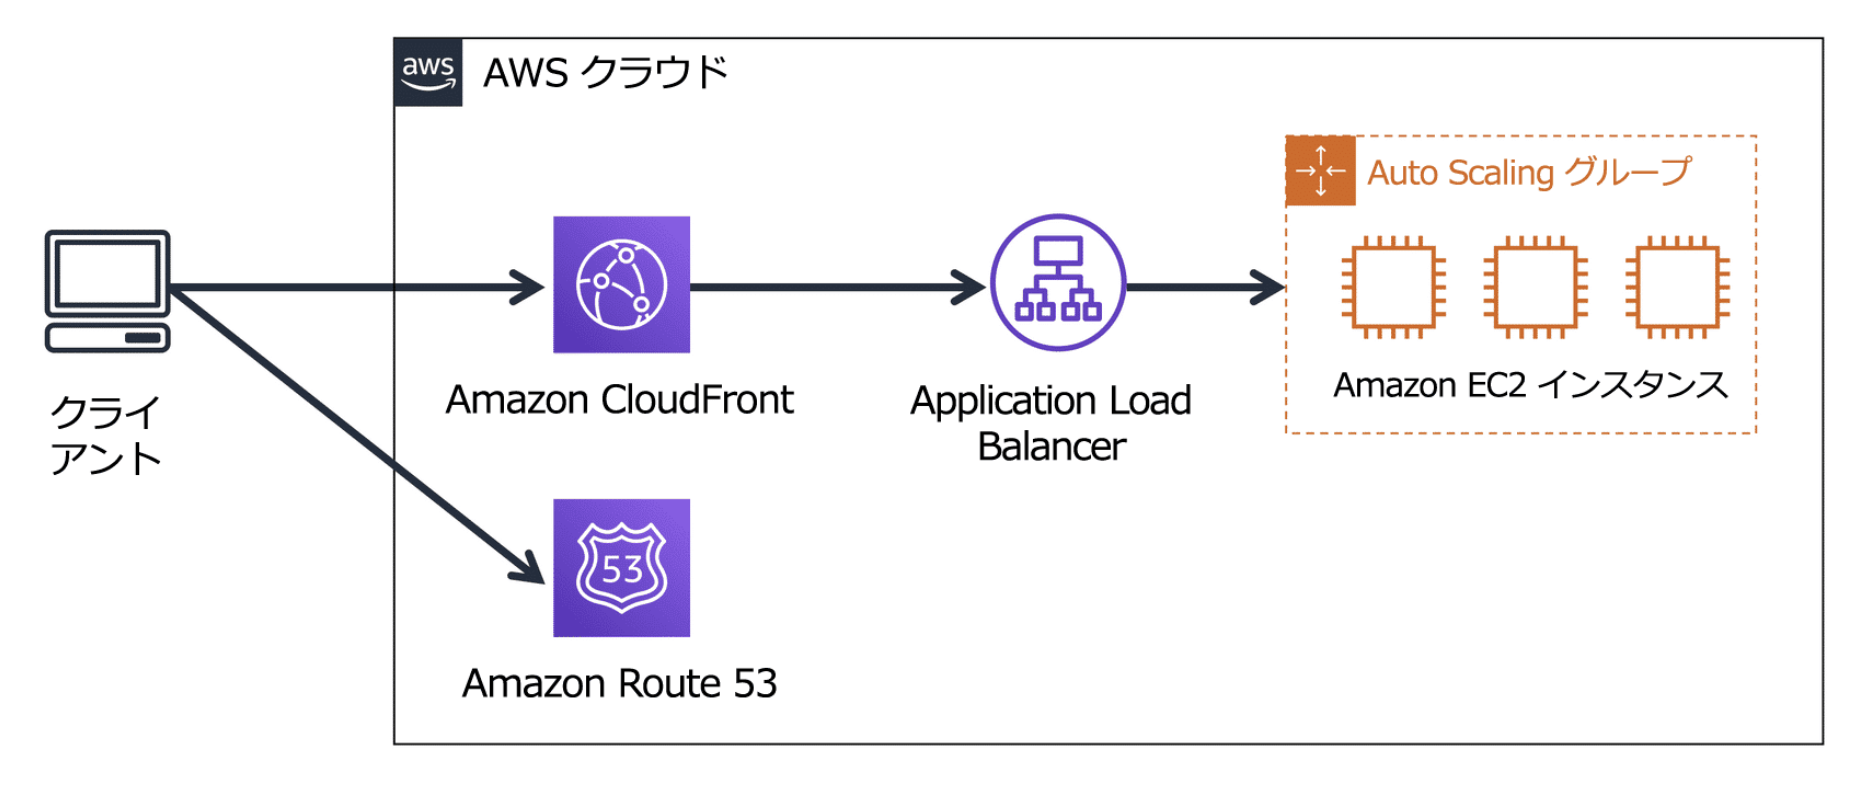 aws
AWS クラウド
Auto Scaling グループ
クライ
アント
Amazon CloudFront
Application Load
Balancer
Amazon EC2 インスタンス
53
Amazon Route 53